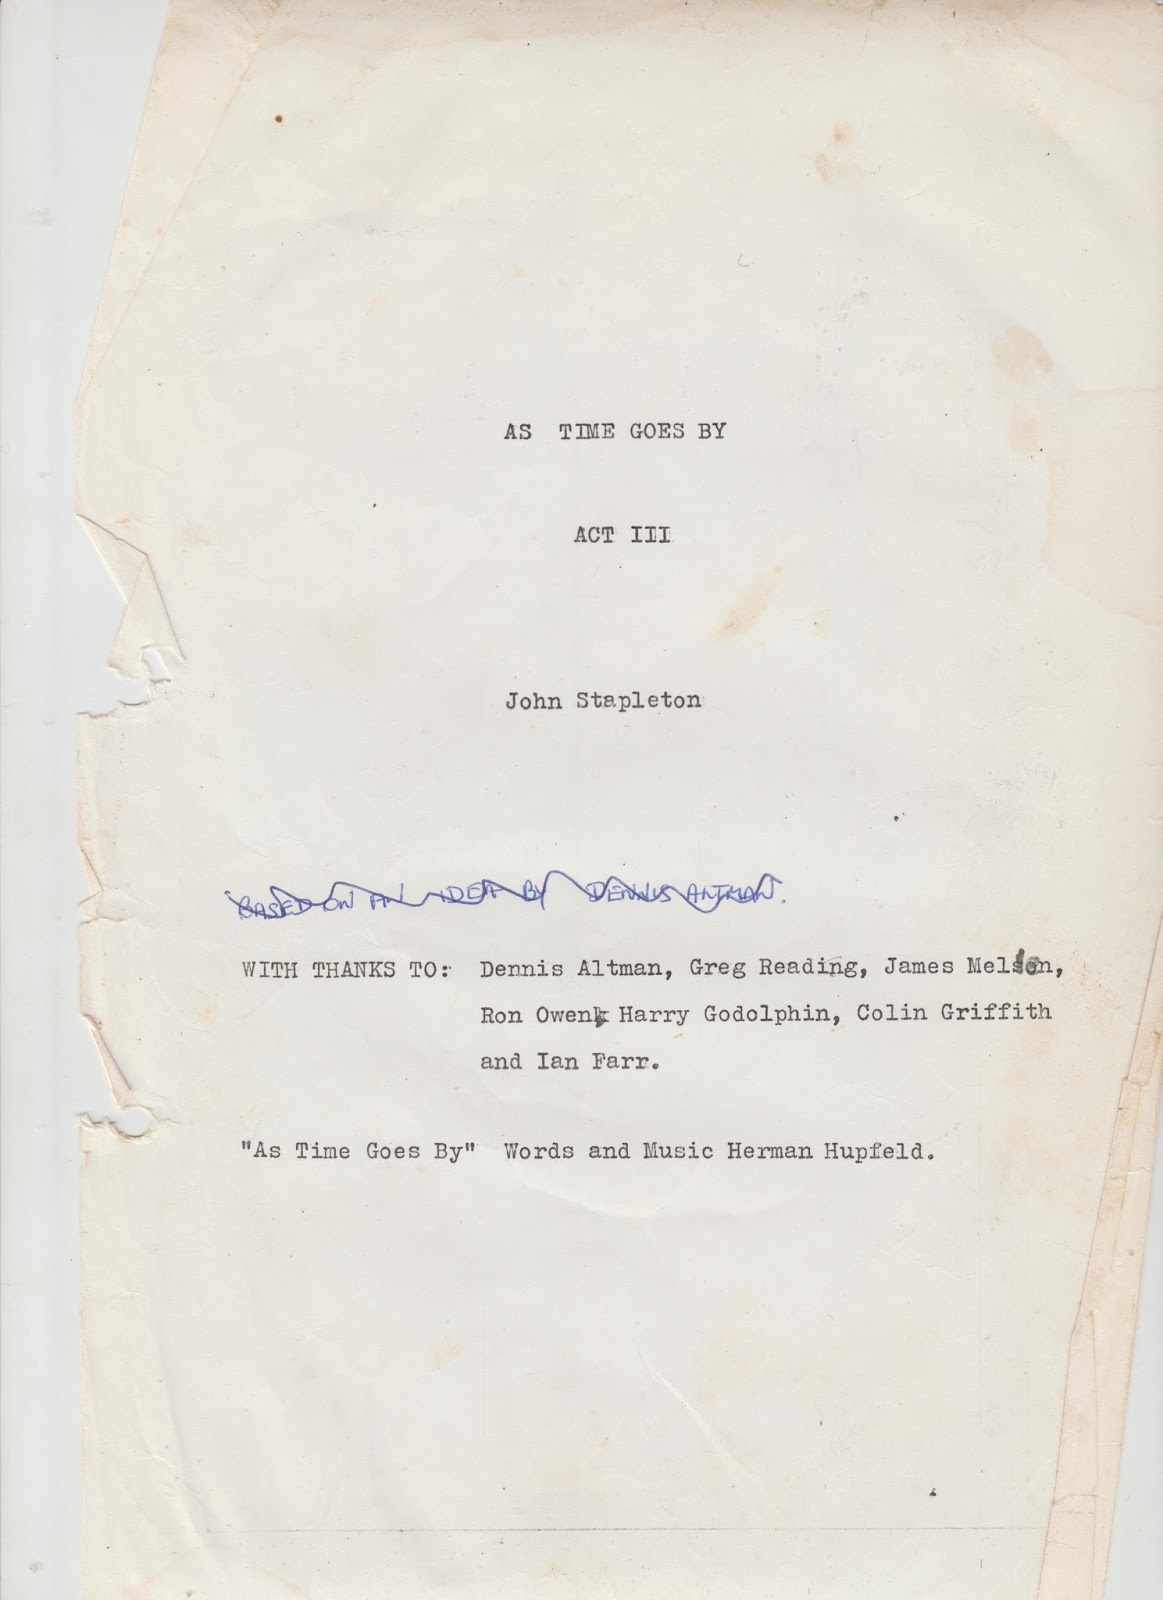 AS TIME GOES BY
ACT III
John Stapleton
BASED ON AN IDEA BY DENNIS ALTMAN.
WITH THANKS TO: Dennis Altman, Greg Reading, James Melson,
Ron Owen, Harry Godolphin, Colin Griffith
and Ian Farr.
"As Time Goes By" Words and Music Herman Hupfeld.